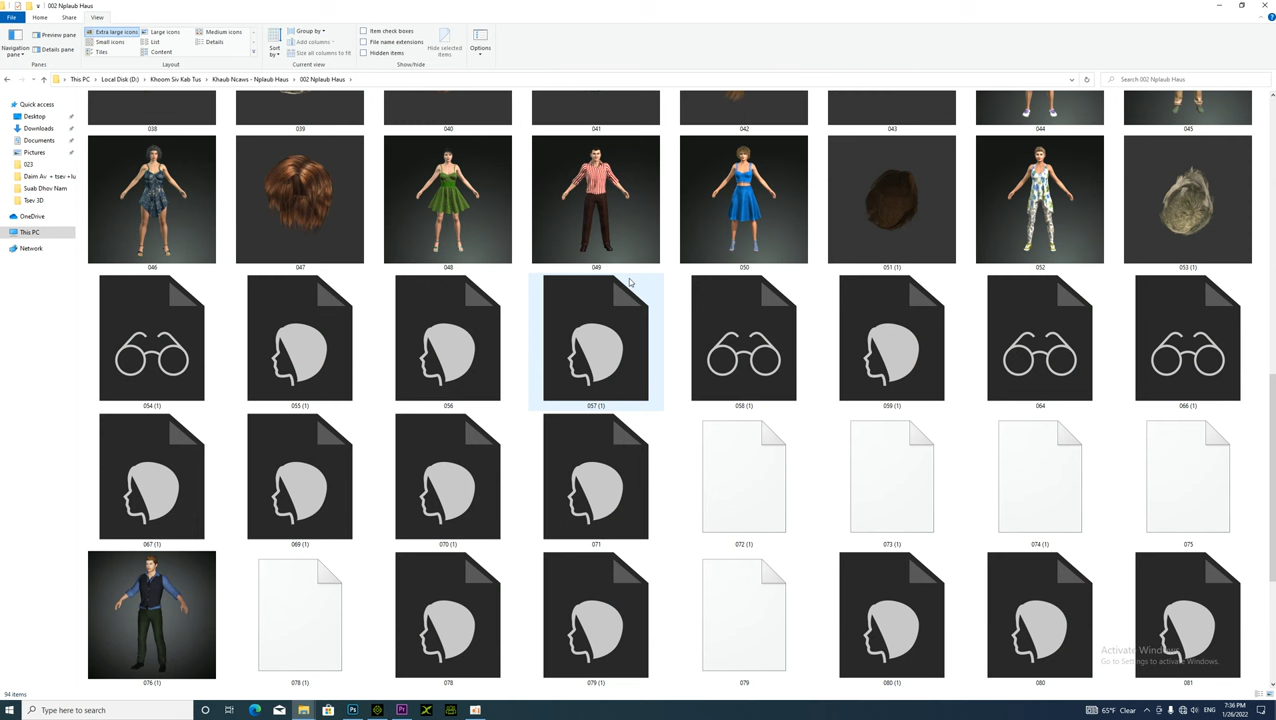 002 Nplaub Haus
File Home Share View
Navigation pane
Preview pane
Details pane
Panes
Extra large icons Large icons Medium icons
Small icons List Details
Tiles Content
Layout
Sort by
Group by
Add columns
Size all columns to fit
Current view
Item check boxes
File name extensions
Hidden items
Hide selected items
Show/hide
Options
This PC Local Disk (D:) Khoom Siv Kab Tus Khaub Ncaws - Nplaub Haus 002 Nplaub Haus
Search 002 Nplaub Haus
Quick access
Desktop
Downloads
Documents
Pictures
023
Daim Av + tsev +lu
Suab Dhov Nam
Tsev 3D
OneDrive
This PC
Network
038 039 040 041 042 043 044 045
046 047 048 049 050 051 (1) 052 053 (1)
054 (1) 055 (1) 056 057 (1) 058 (1) 059 (1) 064 066 (1)
067 (1) 069 (1) 070 (1) 071 072 (1) 073 (1) 074 (1) 075
076 (1) 078 (1) 078 079 (1) 079 080 (1) 080 081
Activate Windows
Go to Settings to activate Windows.
94 items
Type here to search
65°F Clear
ENG
7:36 PM
1/26/2022